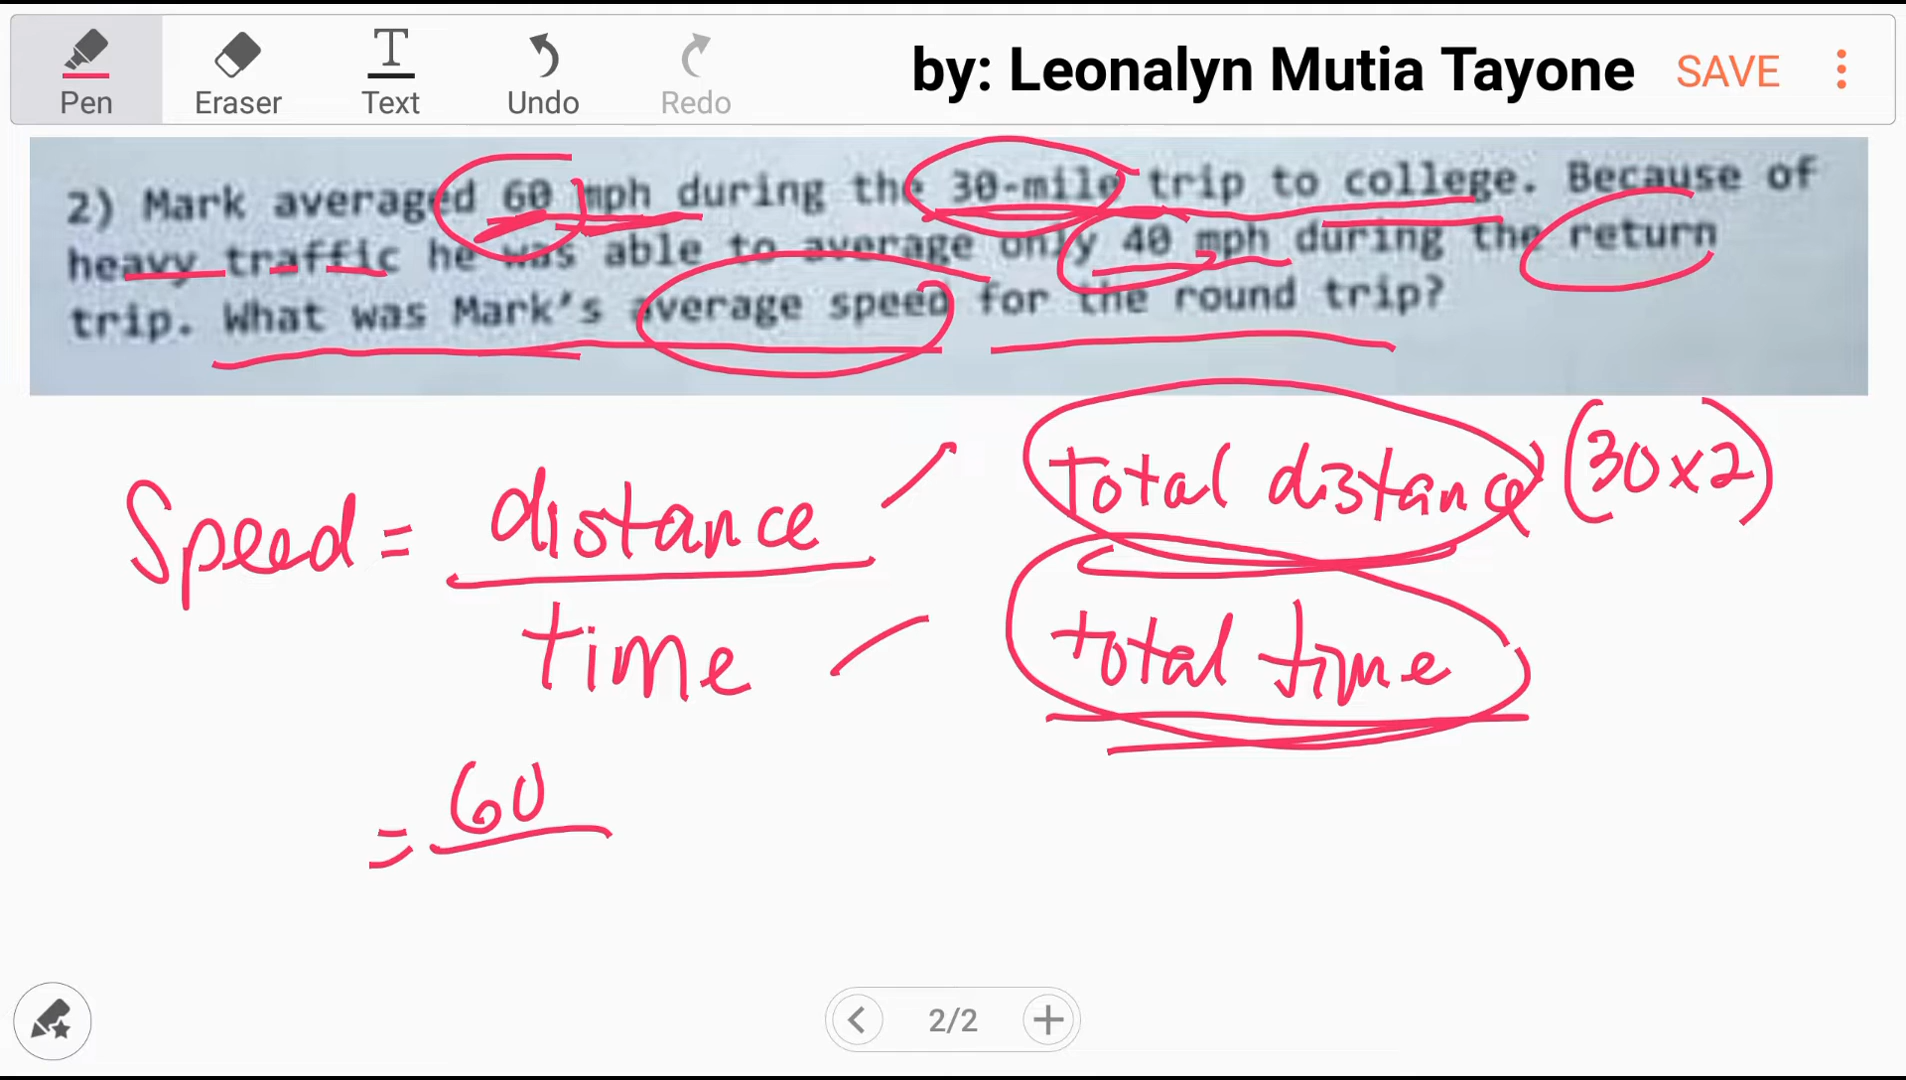 Pen
Eraser
Text
Undo
Redo
by: Leonalyn Mutia Tayone
SAVE
2) Mark averaged 60 mph during the 30-mile trip to college. Because of
heavy traffic he was able to average only 40 mph during the return
trip. What was Mark's average speed for the round trip?
Speed = distance total distance (30x2)
time total time
= 60
2/2